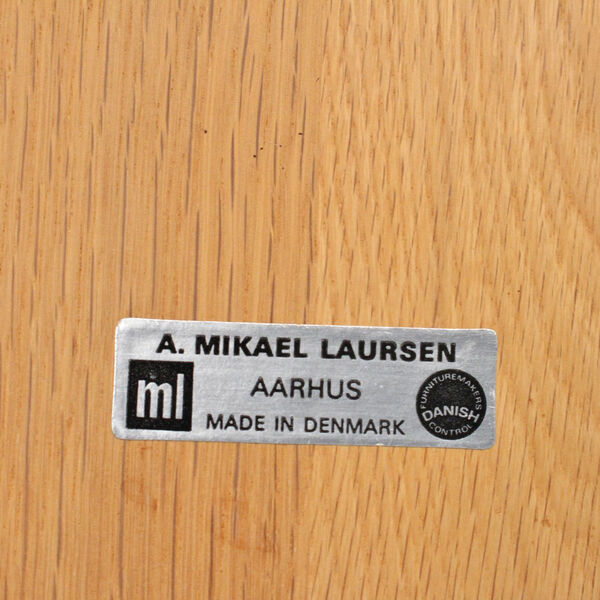 A. MIKAEL LAURSEN
ml
AARHUS
MADE IN DENMARK
FURNITUREMAKERS
DANISH
CONTROL